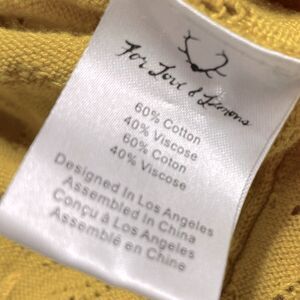 For Love & Lemons
60% Cotton
40% Viscose
60% Coton
40% Viscose
Designed In Los Angeles
Assembled in China
Conçu à Los Angeles
Assemblé en Chine